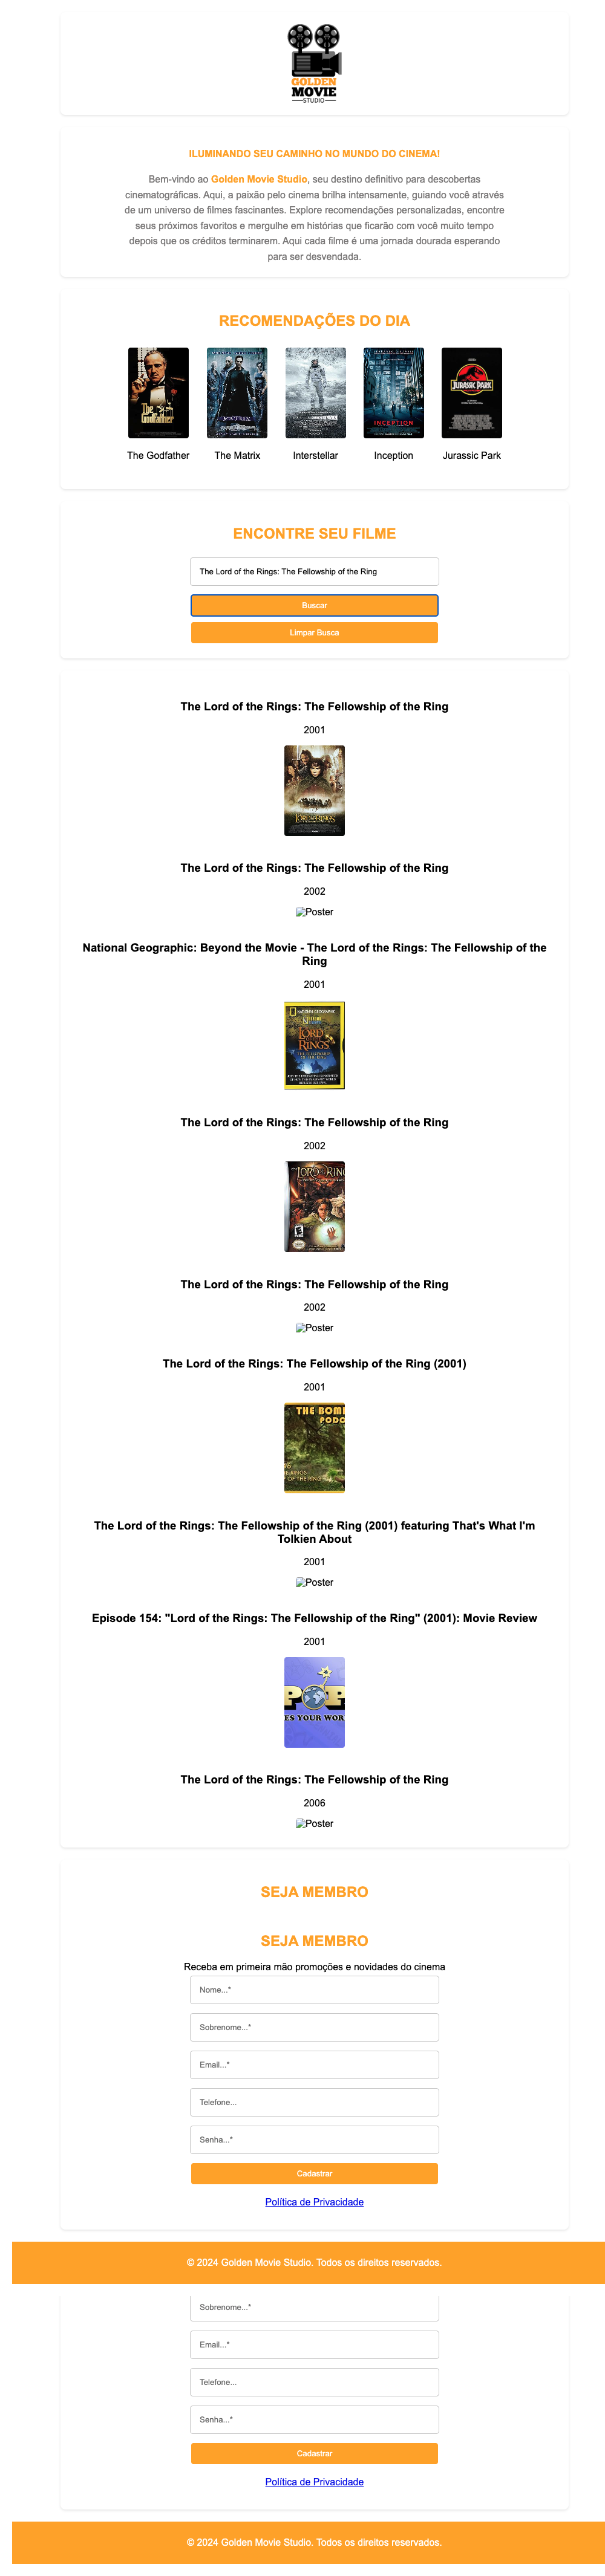 GOLDEN
MOVIE
STUDIO
ILUMINANDO SEU CAMINHO NO MUNDO DO CINEMA!
Bem-vindo ao Golden Movie Studio, seu destino definitivo para descobertas
cinematográficas. Aqui, a paixão pelo cinema brilha intensamente, guiando você através
de um universo de filmes fascinantes. Explore recomendações personalizadas, encontre
seus próximos favoritos e mergulhe em histórias que ficarão com você muito tempo
depois que os créditos terminarem. Aqui cada filme é uma jornada dourada esperando
para ser desvendada.
RECOMENDAÇÕES DO DIA
The Godfather
MATRIX
INCEPTION
JURASSIC PARK
The Godfather
The Matrix
Interstellar
Inception
Jurassic Park
ENCONTRE SEU FILME
The Lord of the Rings: The Fellowship of the Ring
Buscar
Limpar Busca
The Lord of the Rings: The Fellowship of the Ring
2001
The Lord of the Rings: The Fellowship of the Ring
2002
Poster
National Geographic: Beyond the Movie - The Lord of the Rings: The Fellowship of the
Ring
2001
The Lord of the Rings: The Fellowship of the Ring
2002
The Lord of the Rings: The Fellowship of the Ring
2002
Poster
The Lord of the Rings: The Fellowship of the Ring (2001)
2001
THE BOMB
PODC
The Lord of the Rings: The Fellowship of the Ring (2001) featuring That's What I'm
Tolkien About
2001
Poster
Episode 154: "Lord of the Rings: The Fellowship of the Ring" (2001): Movie Review
2001
ES YOUR WOR
The Lord of the Rings: The Fellowship of the Ring
2006
Poster
SEJA MEMBRO
SEJA MEMBRO
Receba em primeira mão promoções e novidades do cinema
Nome...*
Sobrenome...*
Email...*
Telefone...
Senha...*
Cadastrar
Política de Privacidade
© 2024 Golden Movie Studio. Todos os direitos reservados.
Sobrenome...*
Email...*
Telefone...
Senha...*
Cadastrar
Política de Privacidade
© 2024 Golden Movie Studio. Todos os direitos reservados.